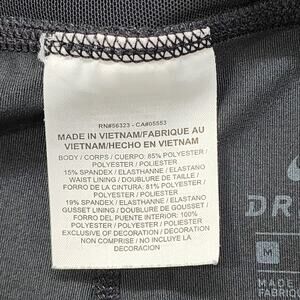 RN#56323 - CA#05553
MADE IN VIETNAM/FABRIQUE AU
VIETNAM/HECHO EN VIETNAM
BODY / CORPS / CUERPO: 85% POLYESTER /
POLYESTER / POLIESTER
15% SPANDEX / ELASTHANNE / ELASTANO
WAIST LINING / DOUBLURE DE TAILLE /
FORRO DE LA CINTURA: 81% POLYESTER /
POLYESTER / POLIESTER
19% SPANDEX / ELASTHANNE / ELASTANO
GUSSET LINING / DOUBLURE DU GOUSSET /
FORRO DEL PUENTE INTERIOR: 100%
POLYESTER / POLYESTER / POLIESTER
EXCLUSIVE OF DECORATION / DECORATION
NON COMPRISE / NO INCLUYE LA
DECORACION
DR
M
MADE
FABRIQ